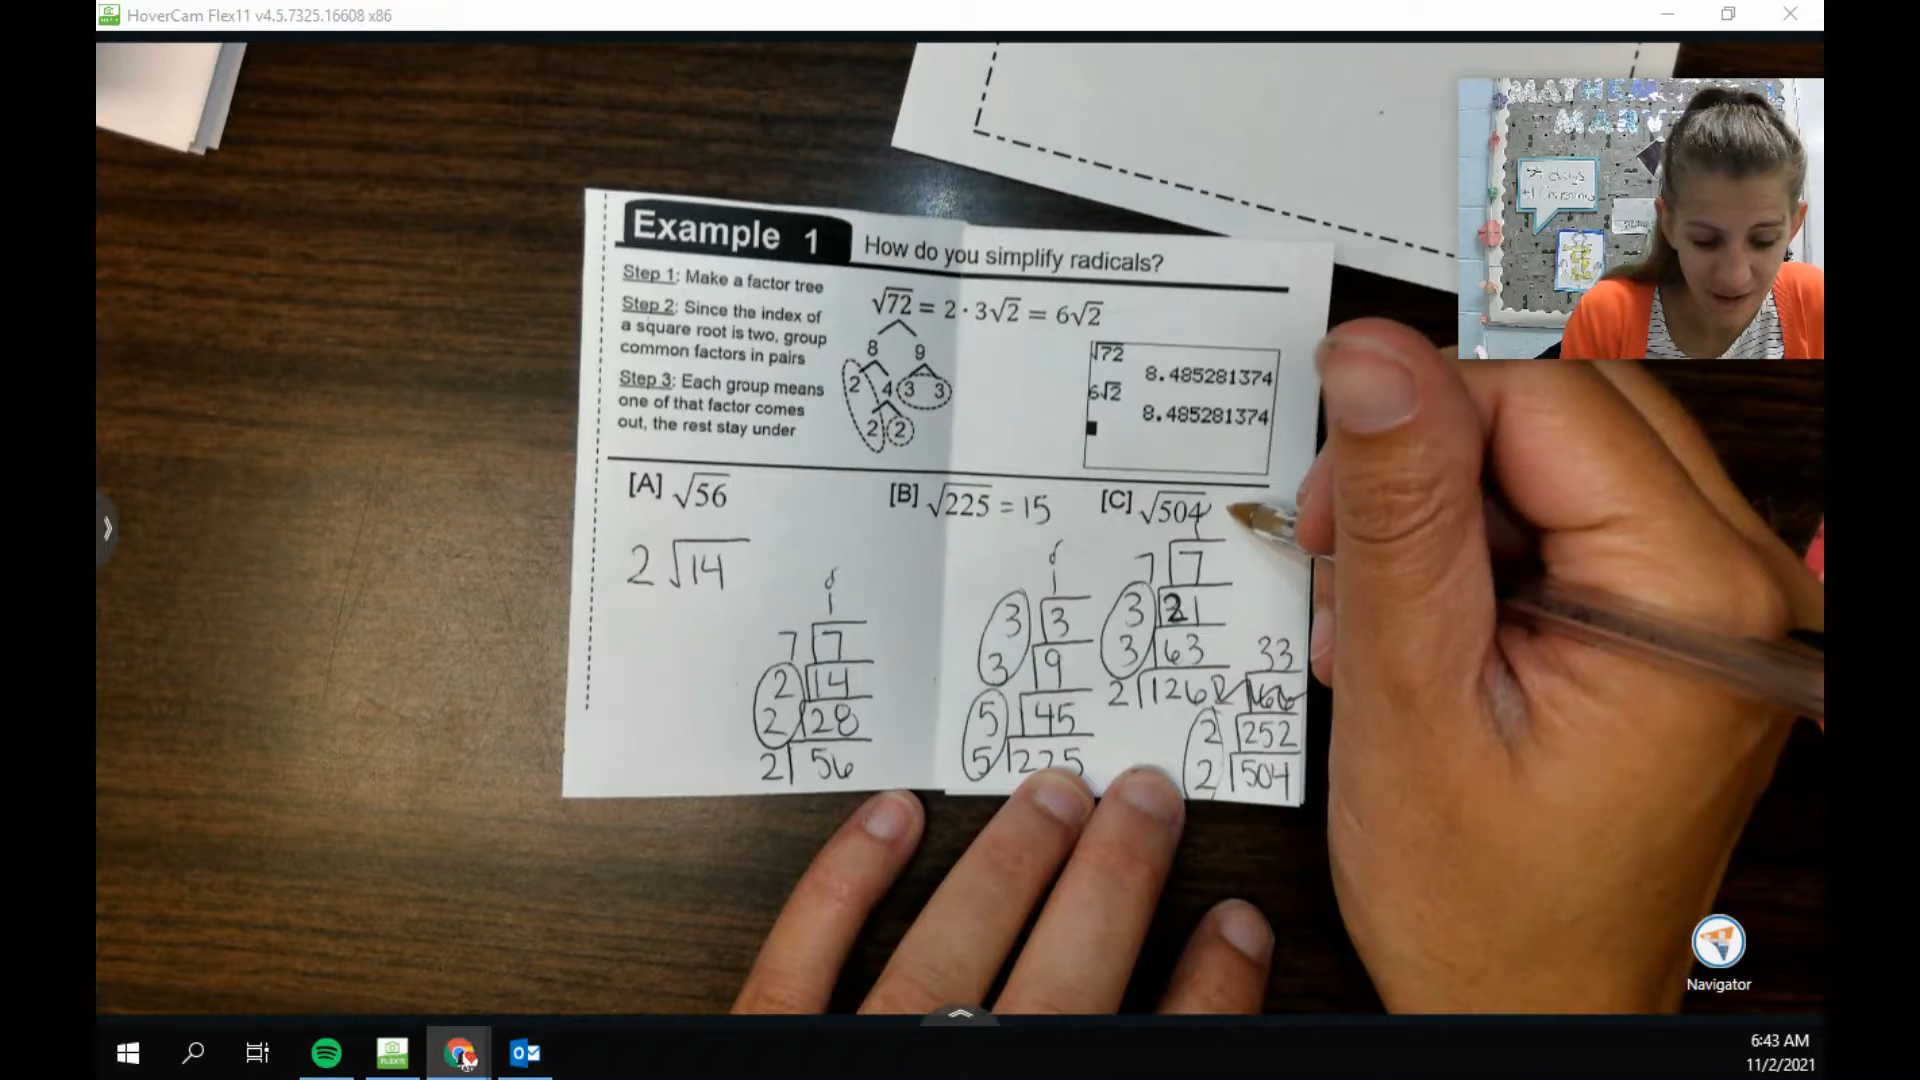 HoverCam Flex11 v4.5.7325.16608 x86
MATHEM
MAR
Example 1
How do you simplify radicals?
Step 1: Make a factor tree
Step 2: Since the index of
a square root is two, group
common factors in pairs
Step 3: Each group means
one of that factor comes
out, the rest stay under
√72 = 2 · 3√2 = 6√2
8 9
2 4 3 3
2 2
√72
8.485281374
6√2
8.485281374
[A] √56
2 √14
1
7 7
2 14
2 28
2 56
[B] √225 = 15
1
3 3
3 9
5 45
5 225
[C] √504
7 7
3 21
3 63
2 126
33
2 252
2 504
Navigator
FLEX11
6:43 AM
11/2/2021